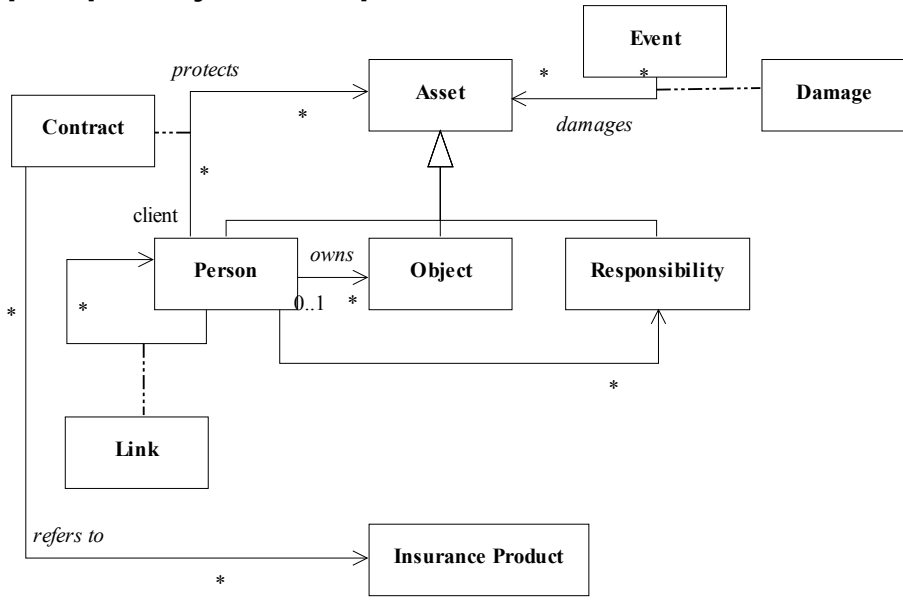 Event
protects
*
*
Asset
Damage
*
damages
Contract
*
client
owns
Person
Object
Responsibility
0..1
*
*
*
*
Link
refers to
Insurance Product
*